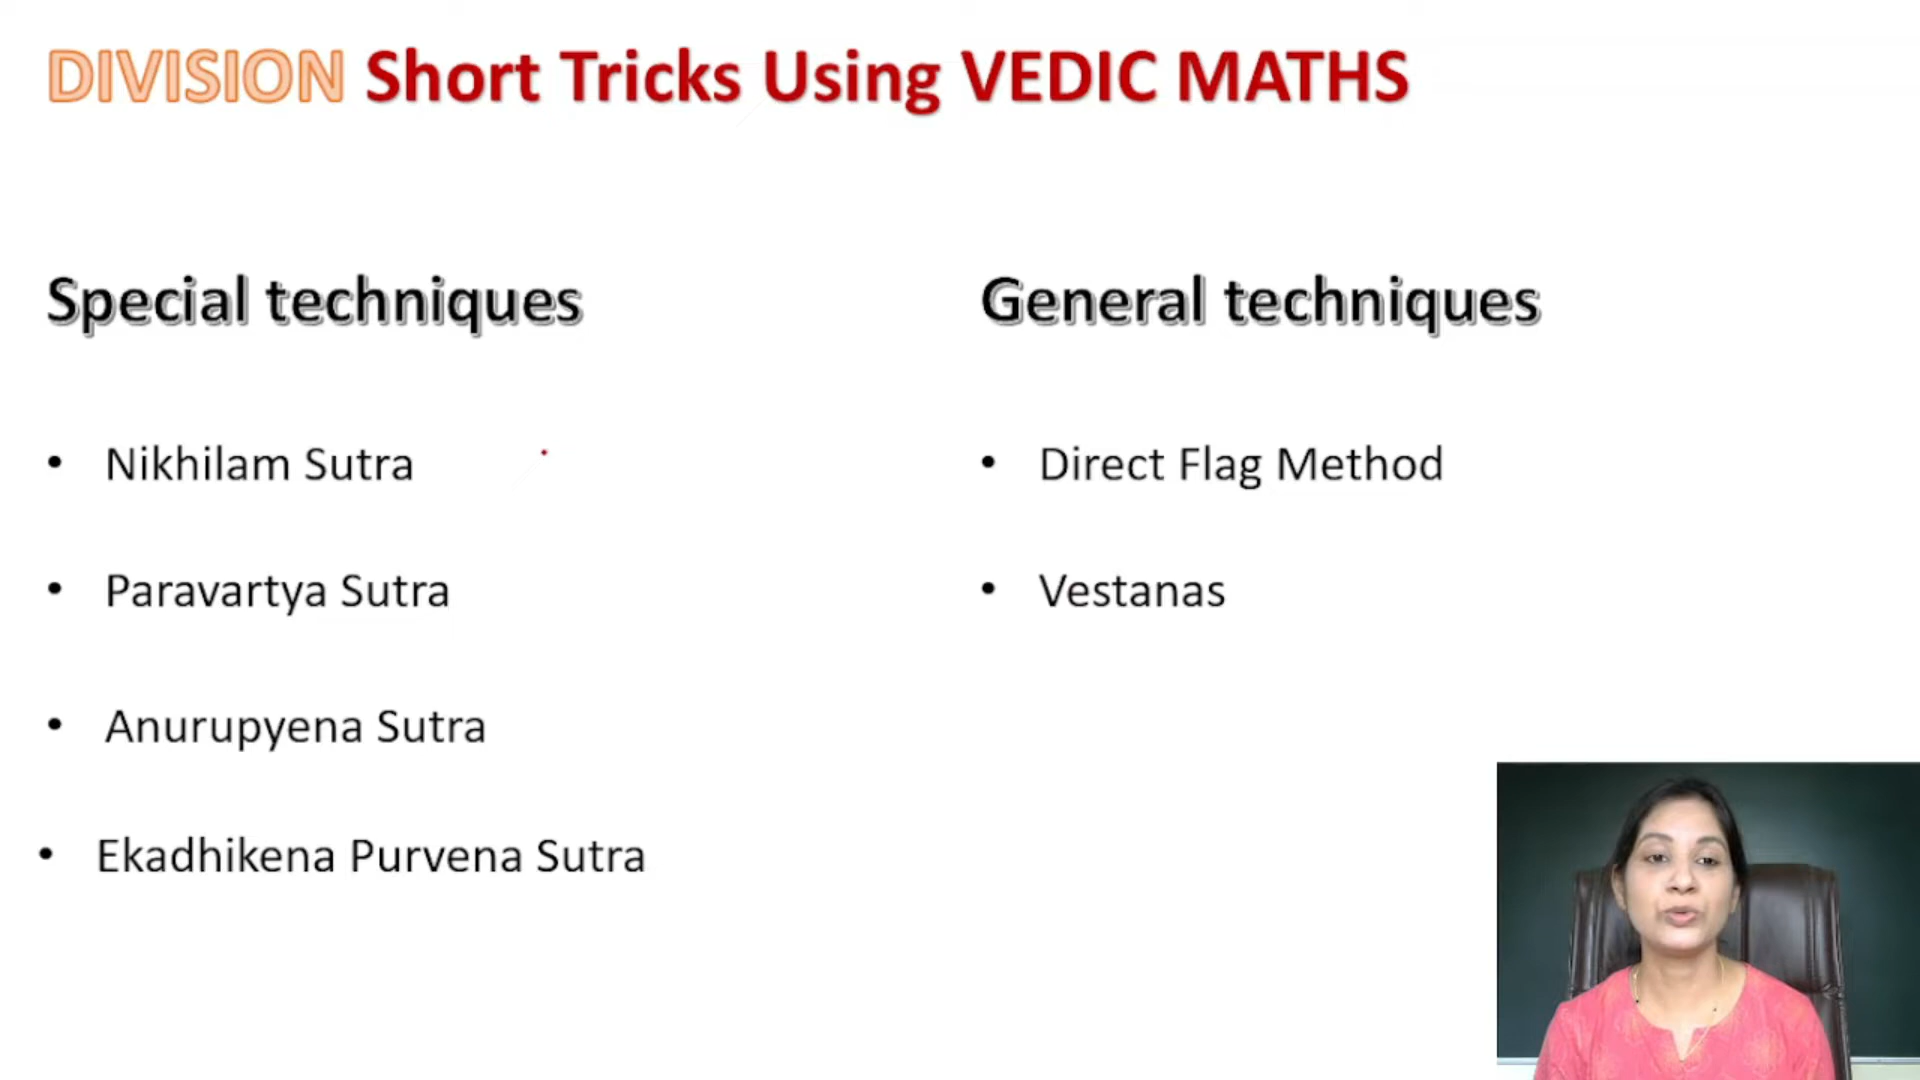 DIVISION Short Tricks Using VEDIC MATHS
Special techniques
• Nikhilam Sutra
• Paravartya Sutra
• Anurupyena Sutra
• Ekadhikena Purvena Sutra
General techniques
• Direct Flag Method
• Vestanas